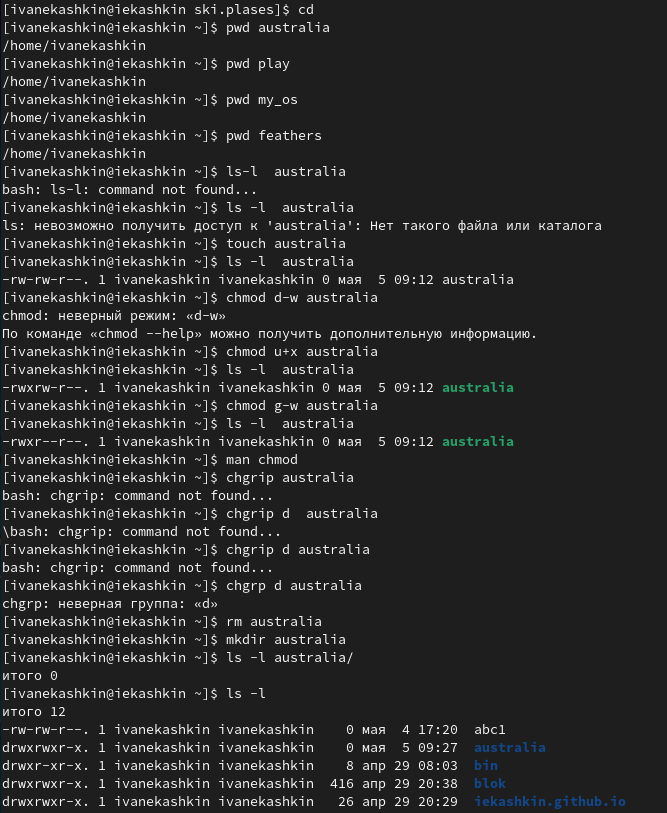 [ivanekashkin@iekashkin ski.plases]$ cd
[ivanekashkin@iekashkin ~]$ pwd australia
/home/ivanekashkin
[ivanekashkin@iekashkin ~]$ pwd play
/home/ivanekashkin
[ivanekashkin@iekashkin ~]$ pwd my_os
/home/ivanekashkin
[ivanekashkin@iekashkin ~]$ pwd feathers
/home/ivanekashkin
[ivanekashkin@iekashkin ~]$ ls-l  australia
bash: ls-l: command not found...
[ivanekashkin@iekashkin ~]$ ls -l  australia
ls: невозможно получить доступ к 'australia': Нет такого файла или каталога
[ivanekashkin@iekashkin ~]$ touch australia
[ivanekashkin@iekashkin ~]$ ls -l  australia
-rw-rw-r--. 1 ivanekashkin ivanekashkin 0 мая  5 09:12 australia
[ivanekashkin@iekashkin ~]$ chmod d-w australia
chmod: неверный режим: «d-w»
По команде «chmod --help» можно получить дополнительную информацию.
[ivanekashkin@iekashkin ~]$ chmod u+x australia
[ivanekashkin@iekashkin ~]$ ls -l  australia
-rwxrw-r--. 1 ivanekashkin ivanekashkin 0 мая  5 09:12 australia
[ivanekashkin@iekashkin ~]$ chmod g-w australia
[ivanekashkin@iekashkin ~]$ ls -l  australia
-rwxr--r--. 1 ivanekashkin ivanekashkin 0 мая  5 09:12 australia
[ivanekashkin@iekashkin ~]$ man chmod
[ivanekashkin@iekashkin ~]$ chgrip australia
bash: chgrip: command not found...
[ivanekashkin@iekashkin ~]$ chgrip d  australia
\bash: chgrip: command not found...
[ivanekashkin@iekashkin ~]$ chgrip d australia
bash: chgrip: command not found...
[ivanekashkin@iekashkin ~]$ chgrp d australia
chgrp: неверная группа: «d»
[ivanekashkin@iekashkin ~]$ rm australia
[ivanekashkin@iekashkin ~]$ mkdir australia
[ivanekashkin@iekashkin ~]$ ls -l australia/
итого 0
[ivanekashkin@iekashkin ~]$ ls -l
итого 12
-rw-rw-r--. 1 ivanekashkin ivanekashkin    0 мая  4 17:20  abc1
drwxrwxr-x. 1 ivanekashkin ivanekashkin    0 мая  5 09:27  australia
drwxr-xr-x. 1 ivanekashkin ivanekashkin    8 апр 29 08:03  bin
drwxrwxr-x. 1 ivanekashkin ivanekashkin  416 апр 29 20:38  blok
drwxrwxr-x. 1 ivanekashkin ivanekashkin   26 апр 29 20:29  iekashkin.github.io